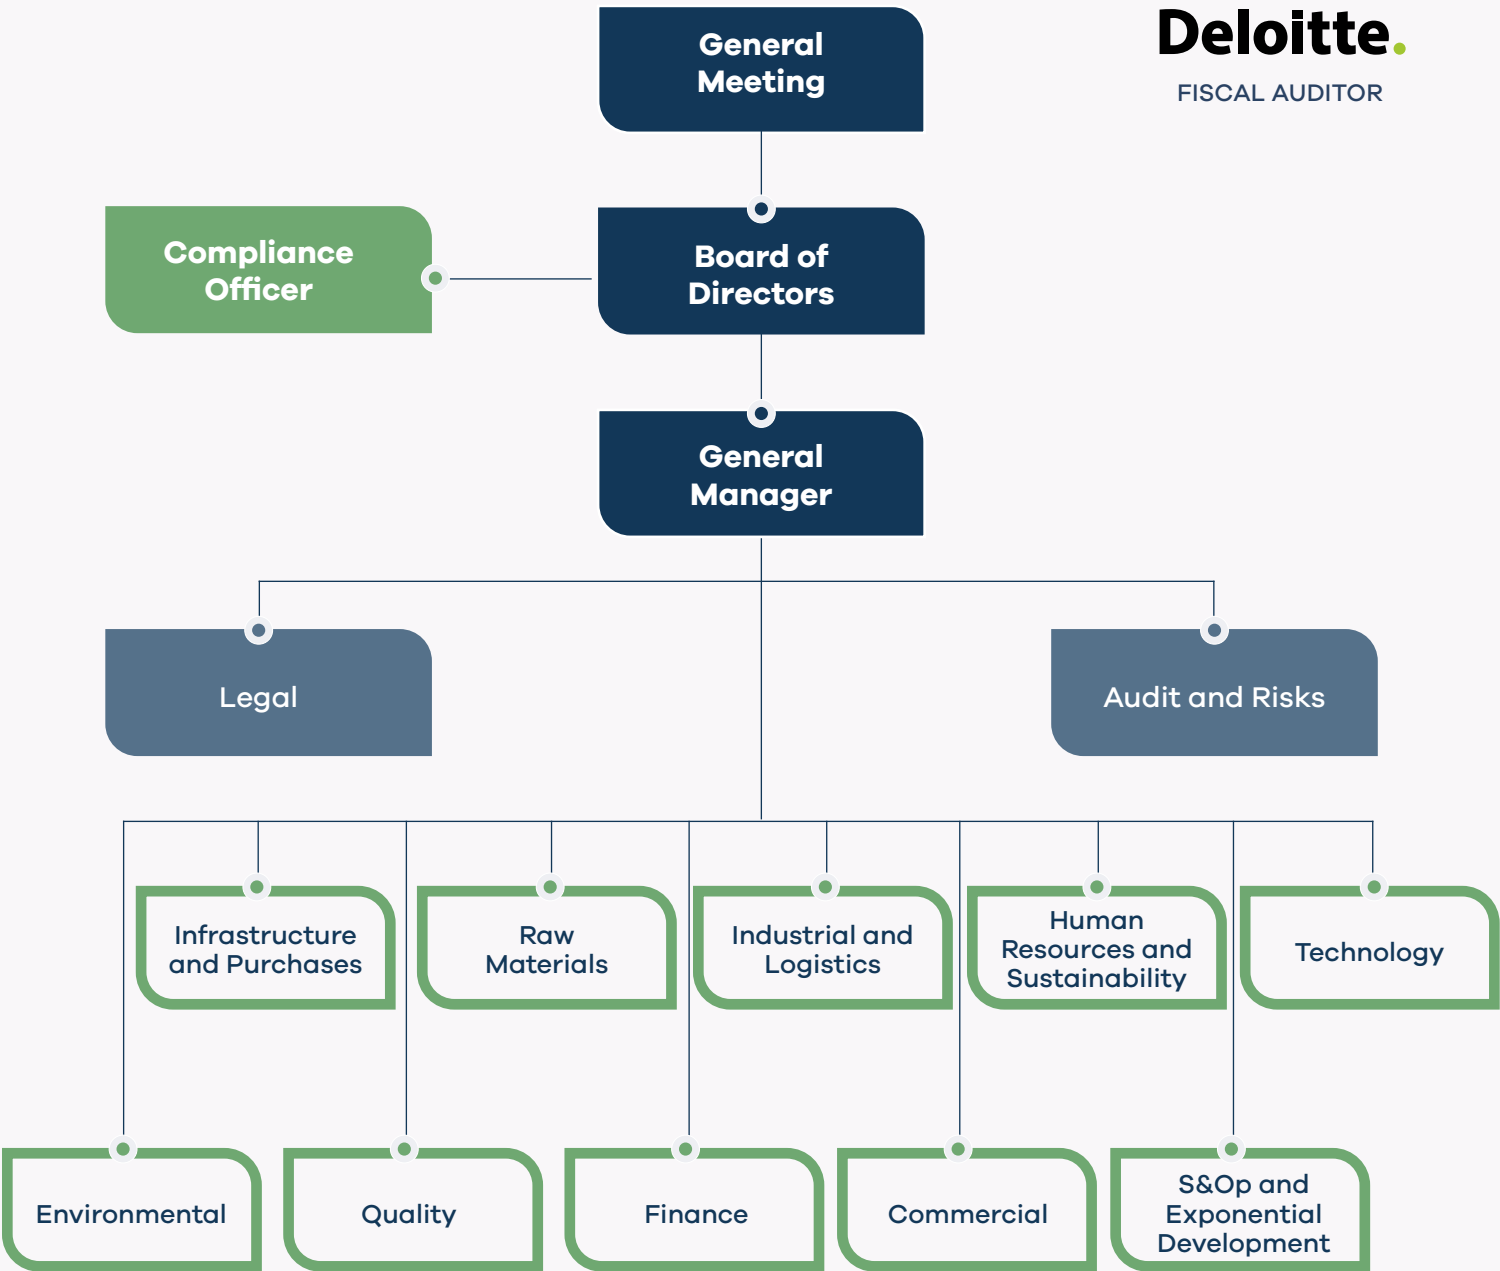 General
Meeting
Deloitte.
FISCAL AUDITOR
Compliance
Officer
Board of
Directors
General
Manager
Legal
Audit and Risks
Infrastructure
and Purchases
Raw
Materials
Industrial and
Logistics
Human
Resources and
Sustainability
Technology
Environmental
Quality
Finance
Commercial
S&Op and
Exponential
Development